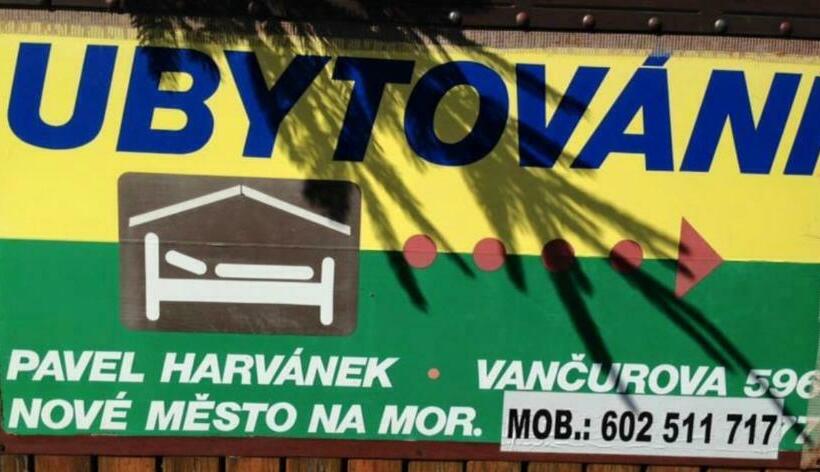 UBYTOVÁNÍ
PAVEL HARVÁNEK • VANČUROVA 596
NOVÉ MĚSTO NA MOR. MOB.: 602 511 717